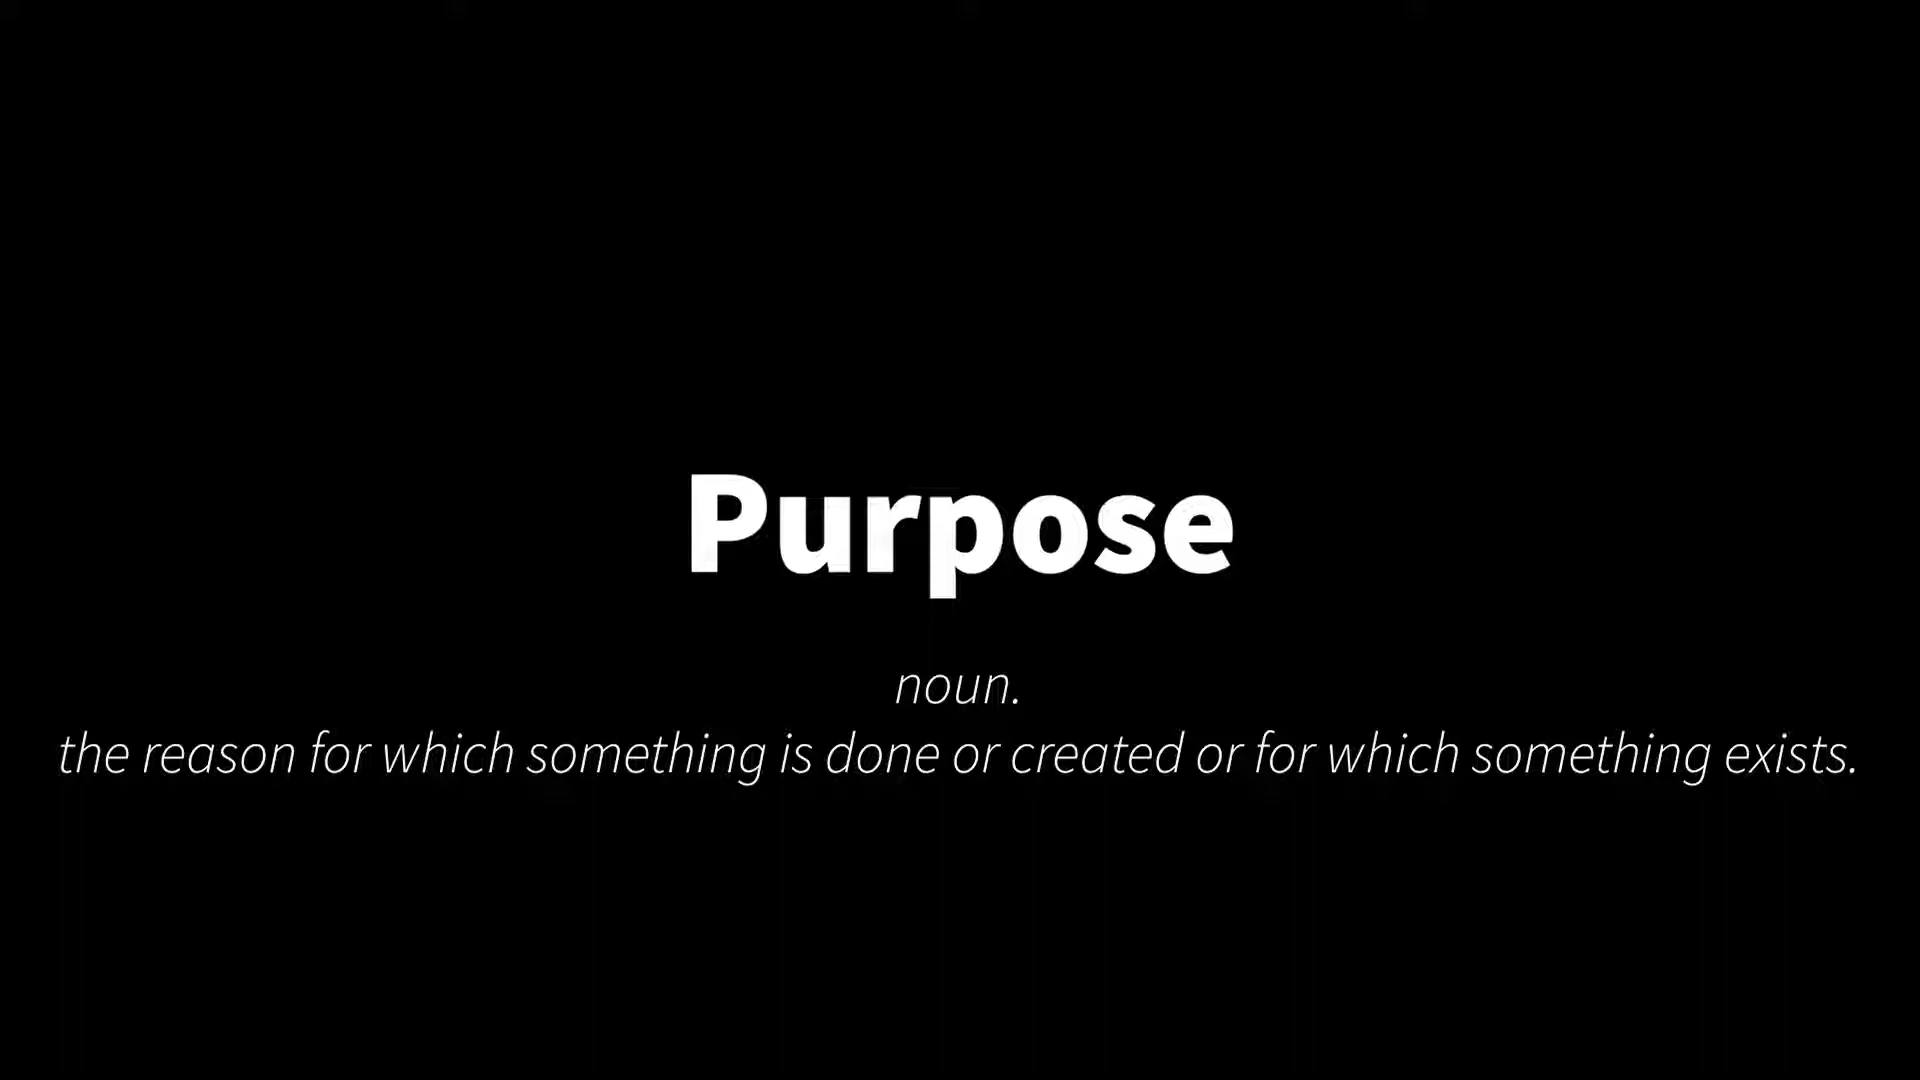 Purpose
noun.
the reason for which something is done or created or for which something exists.